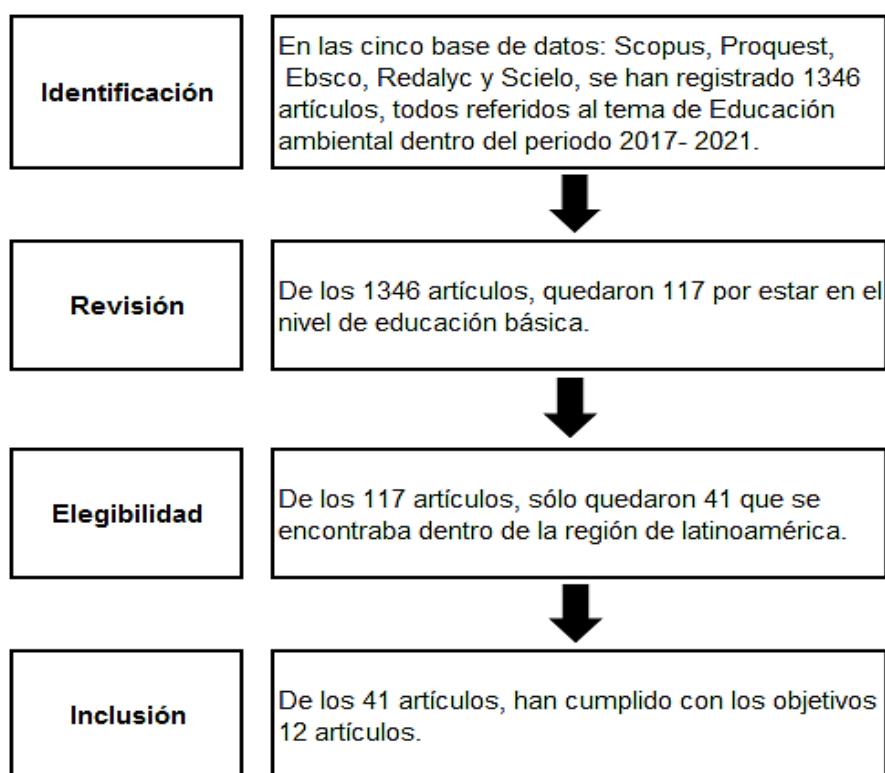 Identificación
En las cinco base de datos: Scopus, Proquest,
Ebsco, Redalyc y Scielo, se han registrado 1346
artículos, todos referidos al tema de Educación
ambiental dentro del periodo 2017- 2021.
Revisión
De los 1346 artículos, quedaron 117 por estar en el
nivel de educación básica.
Elegibilidad
De los 117 artículos, sólo quedaron 41 que se
encontraba dentro de la región de latinoamérica.
Inclusión
De los 41 artículos, han cumplido con los objetivos
12 artículos.